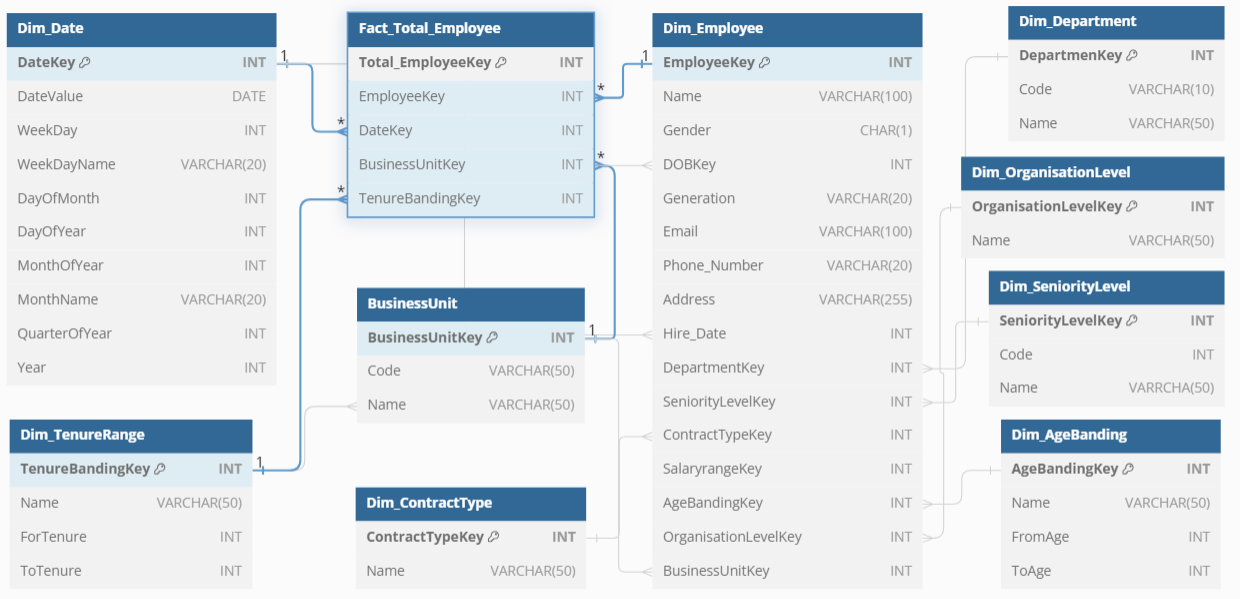 Dim_Date
DateKey INT
DateValue DATE
WeekDay INT
WeekDayName VARCHAR(20)
DayOfMonth INT
DayOfYear INT
MonthOfYear INT
MonthName VARCHAR(20)
QuarterOfYear INT
Year INT
1
*
*
Fact_Total_Employee
Total_EmployeeKey INT
EmployeeKey INT
DateKey INT
BusinessUnitKey INT
TenureBandingKey INT
*
*
1
Dim_Employee
EmployeeKey INT
Name VARCHAR(100)
Gender CHAR(1)
DOBKey INT
Generation VARCHAR(20)
Email VARCHAR(100)
Phone_Number VARCHAR(20)
Address VARCHAR(255)
Hire_Date INT
DepartmentKey INT
SeniorityLevelKey INT
ContractTypeKey INT
SalaryrangeKey INT
AgeBandingKey INT
OrganisationLevelKey INT
BusinessUnitKey INT
Dim_Department
DepartmenKey INT
Code VARCHAR(10)
Name VARCHAR(50)
Dim_OrganisationLevel
OrganisationLevelKey INT
Name VARCHAR(50)
Dim_SeniorityLevel
SeniorityLevelKey INT
Code INT
Name VARRCHA(50)
Dim_AgeBanding
AgeBandingKey INT
Name VARCHAR(50)
FromAge INT
ToAge INT
BusinessUnit
BusinessUnitKey INT
Code VARCHAR(50)
Name VARCHAR(50)
1
Dim_TenureRange
TenureBandingKey INT
Name VARCHAR(50)
ForTenure INT
ToTenure INT
1
Dim_ContractType
ContractTypeKey INT
Name VARCHAR(50)